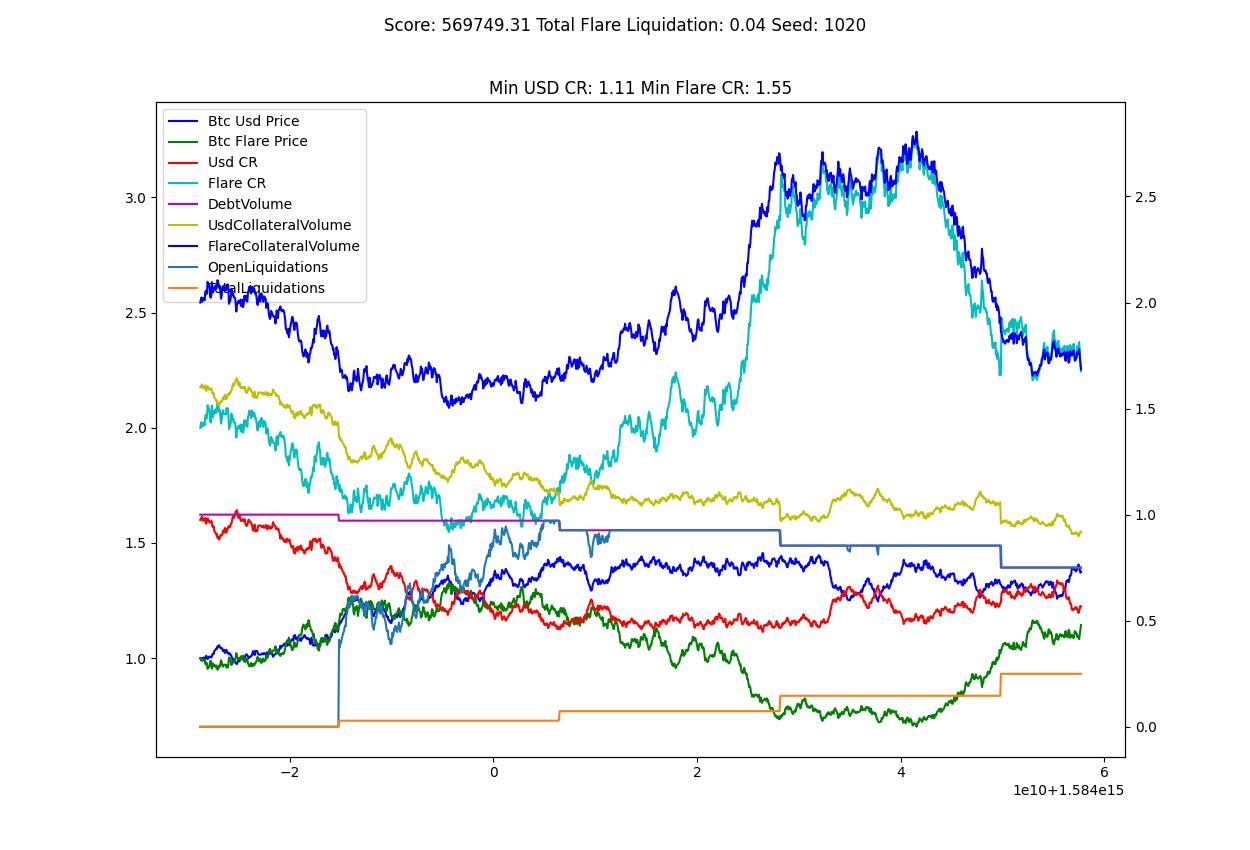 Score: 569749.31 Total Flare Liquidation: 0.04 Seed: 1020
Min USD CR: 1.11 Min Flare CR: 1.55
Btc Usd Price
Btc Flare Price
Usd CR
Flare CR
DebtVolume
UsdCollateralVolume
FlareCollateralVolume
OpenLiquidations
TotalLiquidations
3.0
2.5
2.0
1.5
1.0
2.5
2.0
1.5
1.0
0.5
0.0
−2 0 2 4 6
1e10+1.584e15